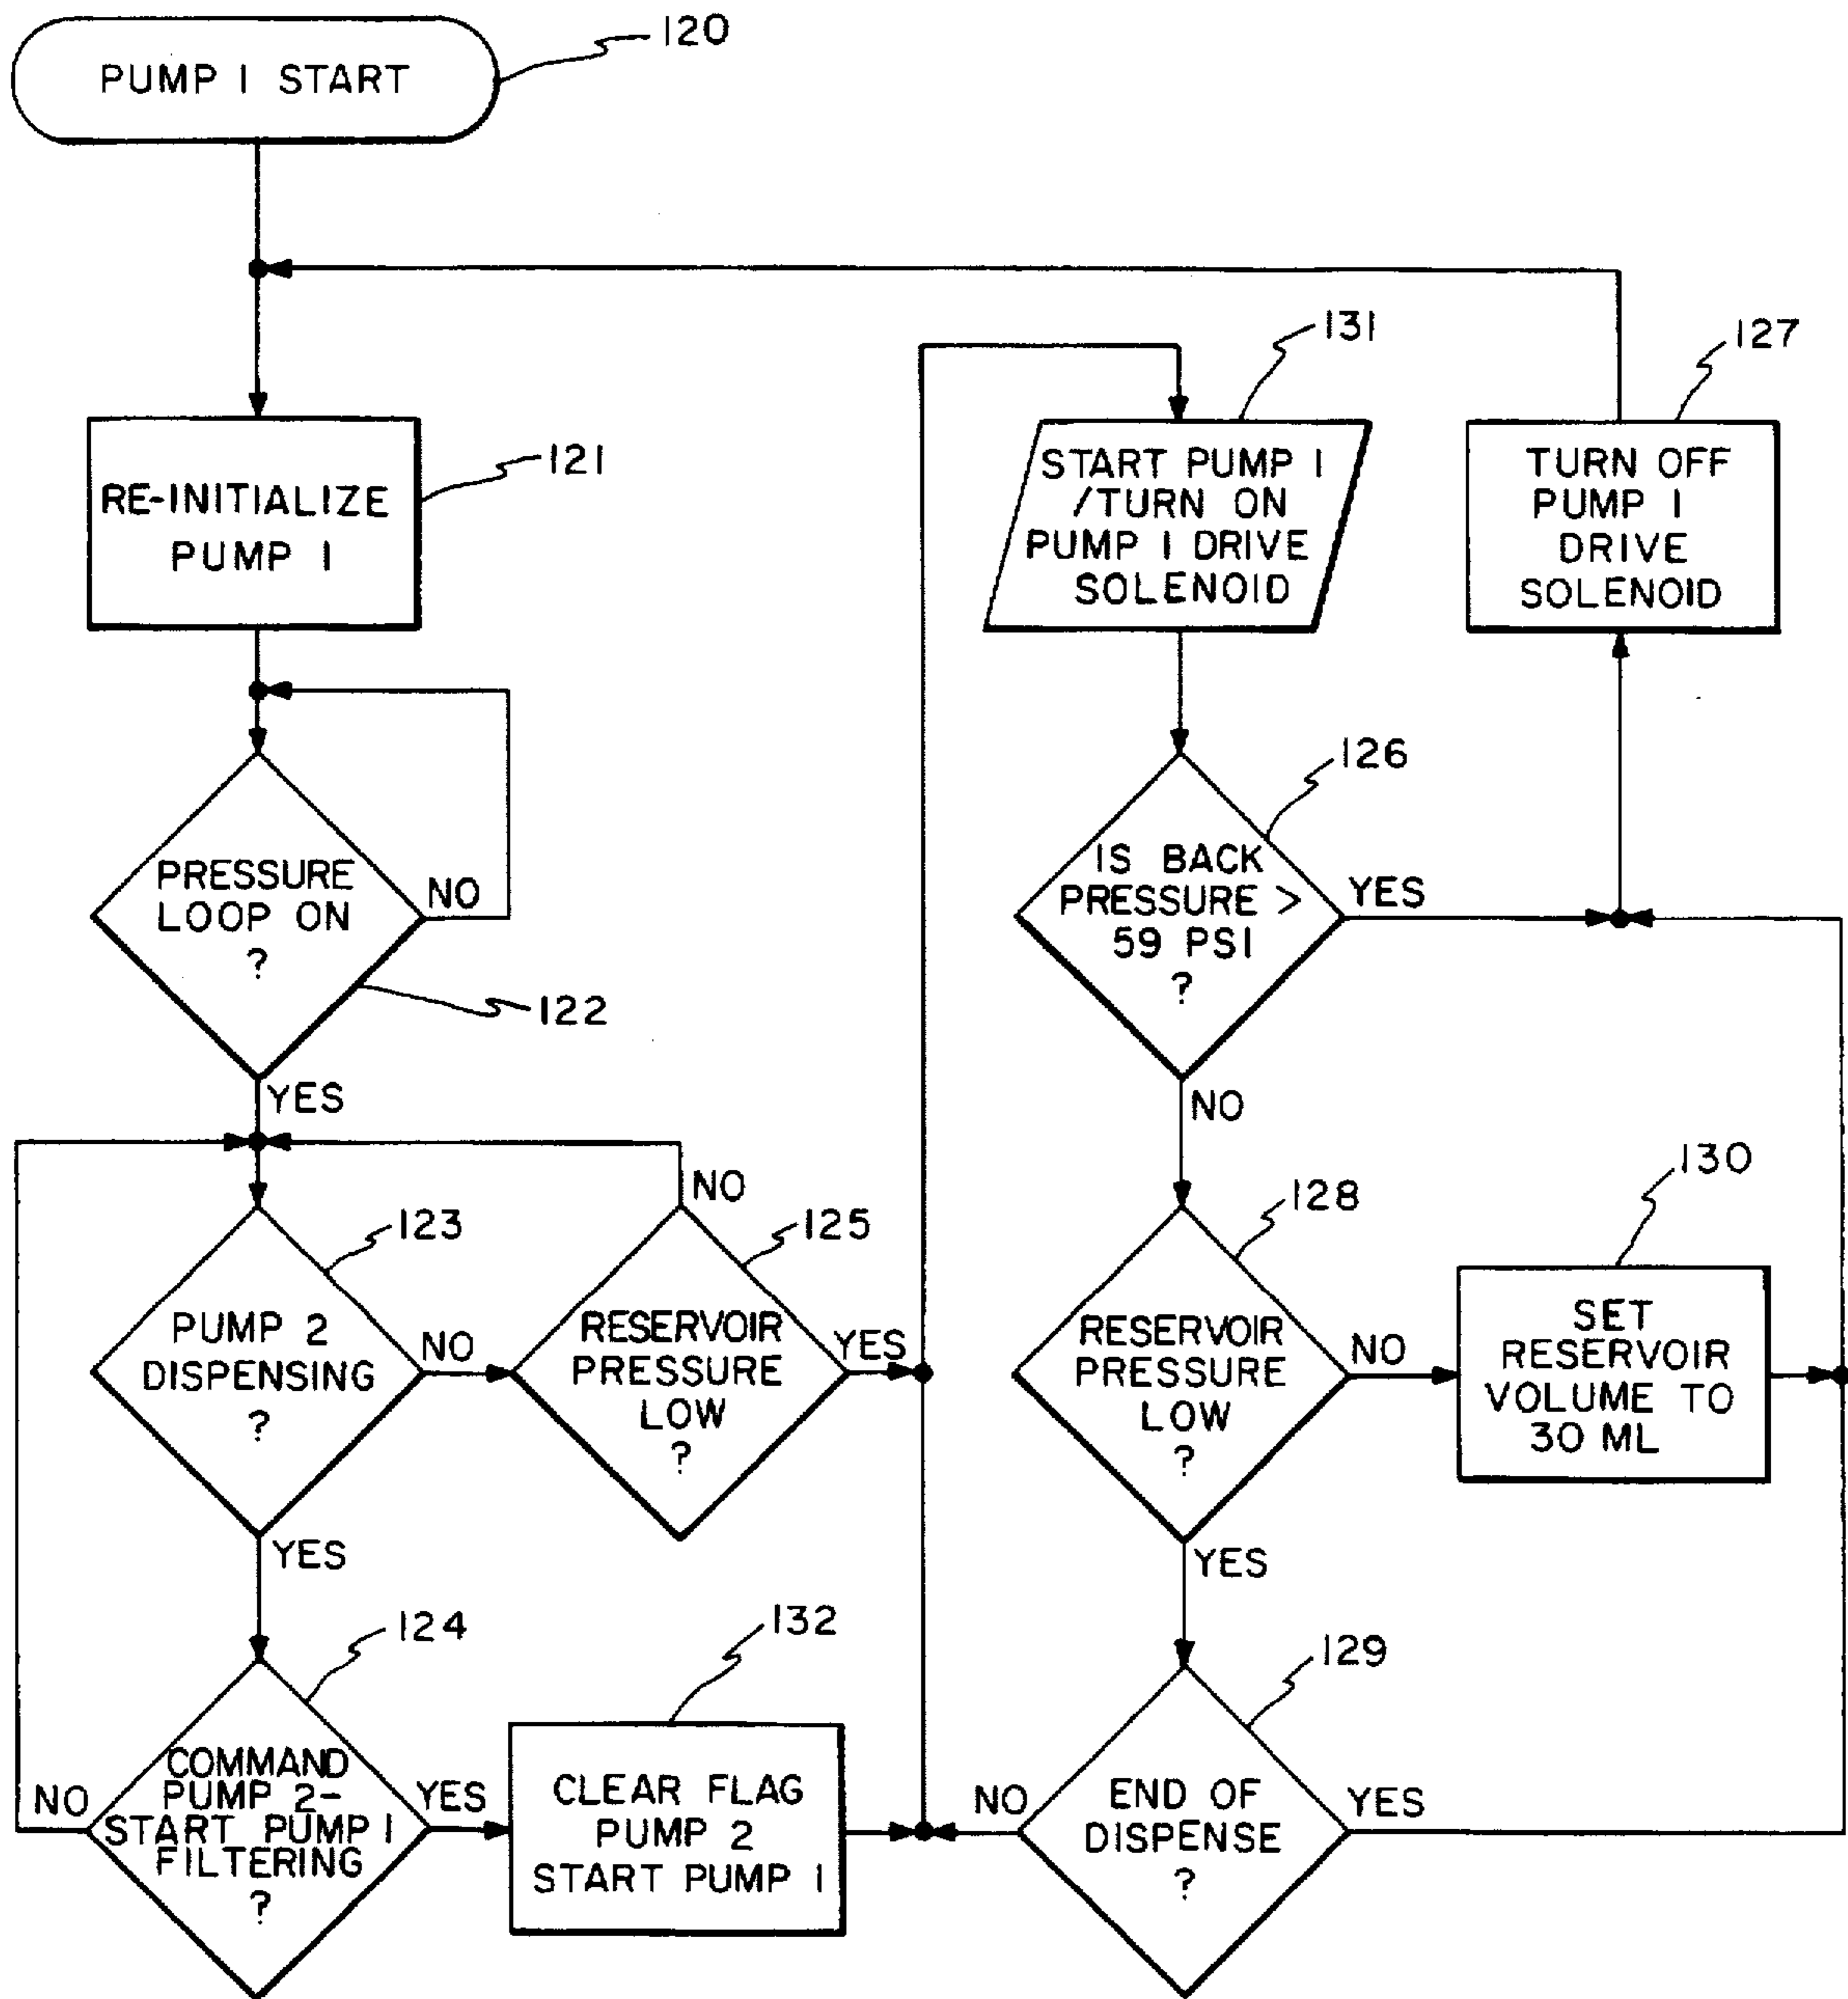 PUMP 1 START
120
RE-INITIALIZE
PUMP 1
121
PRESSURE
LOOP ON
?
NO
122
YES
PUMP 2
DISPENSING
?
123
NO
YES
RESERVOIR
PRESSURE
LOW
?
125
NO
YES
COMMAND
PUMP 2-
START PUMP 1
FILTERING
?
124
NO
YES
CLEAR FLAG
PUMP 2
START PUMP 1
132
START PUMP 1
/TURN ON
PUMP 1 DRIVE
SOLENOID
131
TURN OFF
PUMP 1
DRIVE
SOLENOID
127
IS BACK
PRESSURE >
59 PSI
?
126
YES
NO
RESERVOIR
PRESSURE
LOW
?
128
NO
YES
SET
RESERVOIR
VOLUME TO
30 ML
130
END OF
DISPENSE
?
129
NO
YES